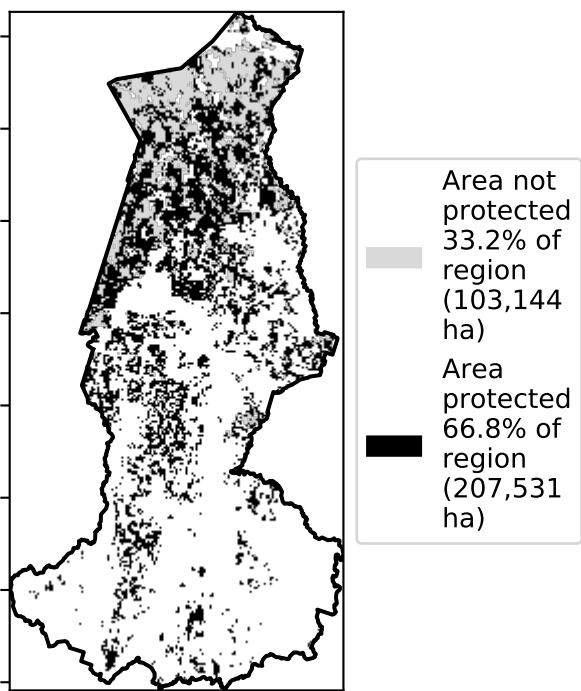 Area not
protected
33.2% of
region
(103,144
ha)
Area
protected
66.8% of
region
(207,531
ha)